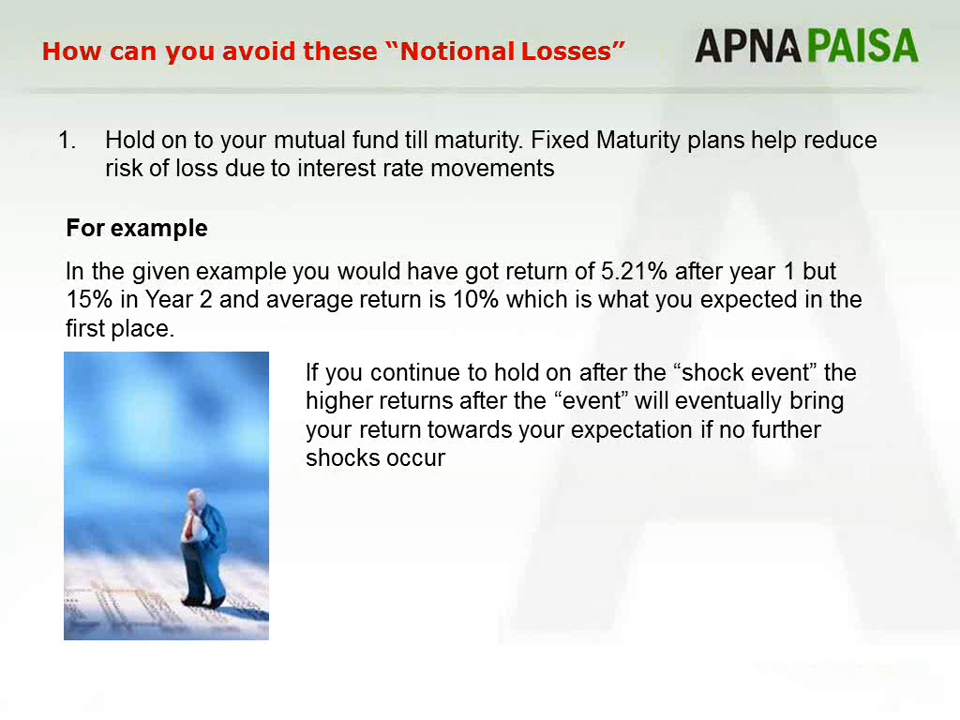 How can you avoid these “Notional Losses”
APNAPAISA
1. Hold on to your mutual fund till maturity. Fixed Maturity plans help reduce
risk of loss due to interest rate movements
For example
In the given example you would have got return of 5.21% after year 1 but
15% in Year 2 and average return is 10% which is what you expected in the
first place.
If you continue to hold on after the “shock event” the
higher returns after the “event” will eventually bring
your return towards your expectation if no further
shocks occur